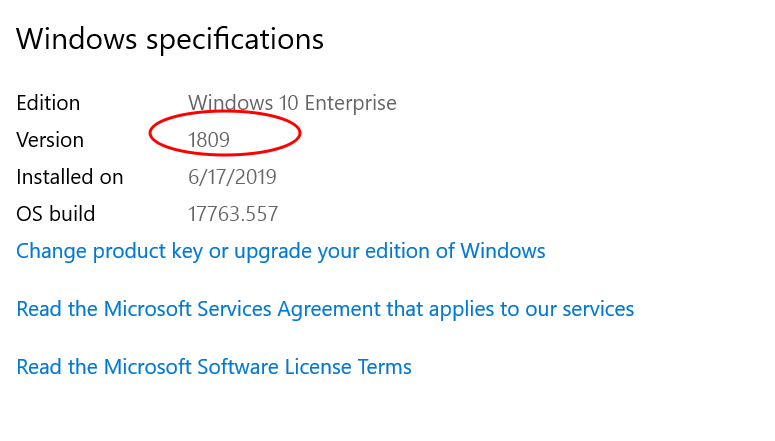 Windows specifications
Edition Windows 10 Enterprise
Version 1809
Installed on 6/17/2019
OS build 17763.557
Change product key or upgrade your edition of Windows
Read the Microsoft Services Agreement that applies to our services
Read the Microsoft Software License Terms